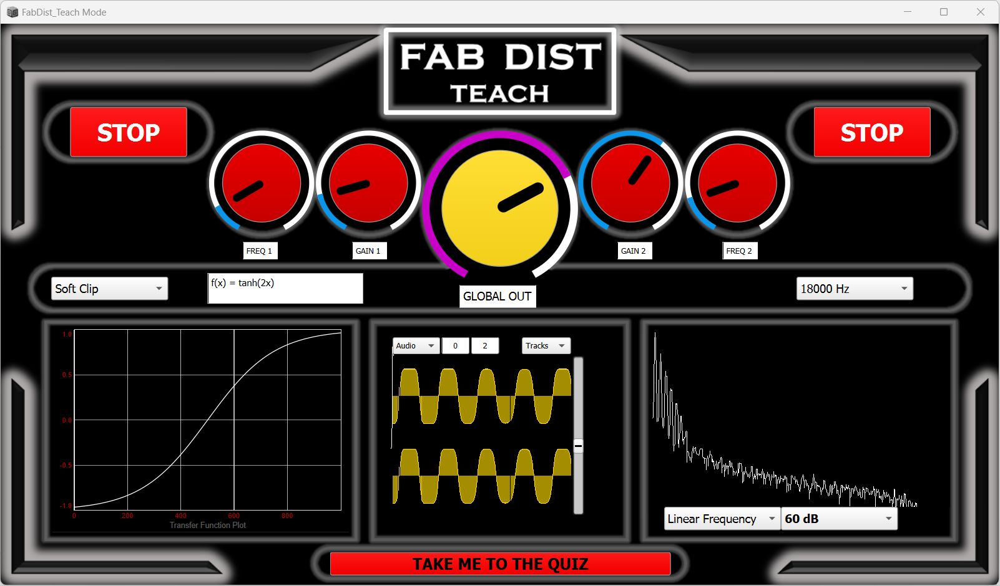 FabDist_Teach Mode
FAB DIST
TEACH
STOP
STOP
FREQ 1
GAIN 1
GAIN 2
FREQ 2
Soft Clip
f(x) = tanh(2x)
GLOBAL OUT
18000 Hz
1.0
0.5
0.0
-0.5
-1.0
0 200 400 600 800
Transfer Function Plot
Audio 0 2 Tracks
Linear Frequency 60 dB
TAKE ME TO THE QUIZ